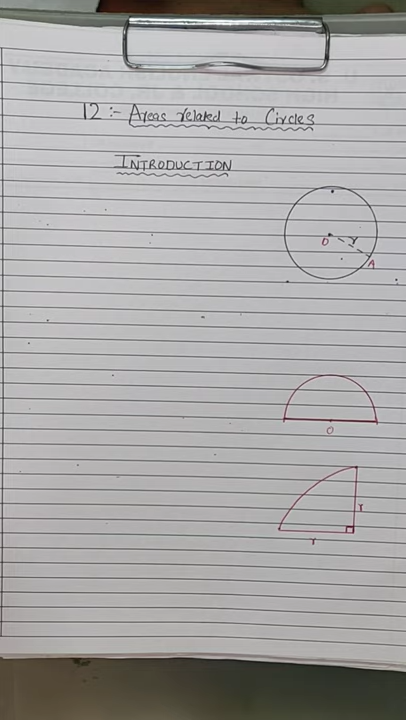 12 :- Areas related to Circles
INTRODUCTION
O r
A
O
r
r